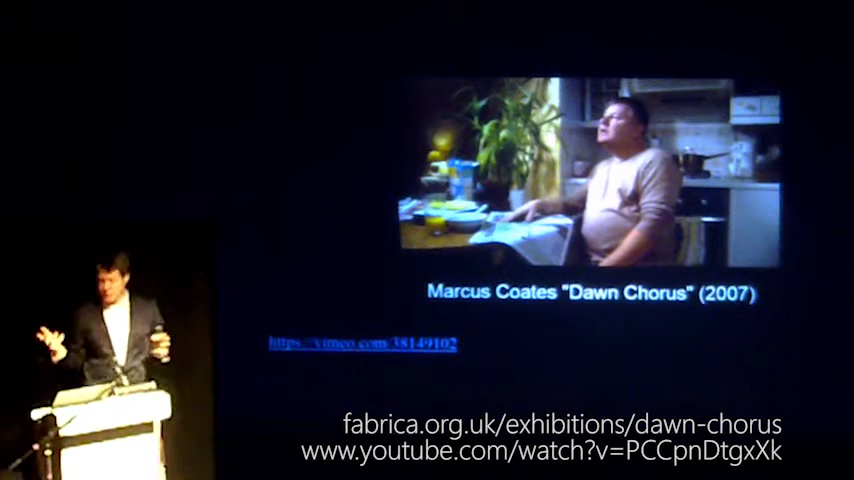 Marcus Coates "Dawn Chorus" (2007)
https://vimeo.com/38149102
fabrica.org.uk/exhibitions/dawn-chorus
www.youtube.com/watch?v=PCCpnDtgxXk